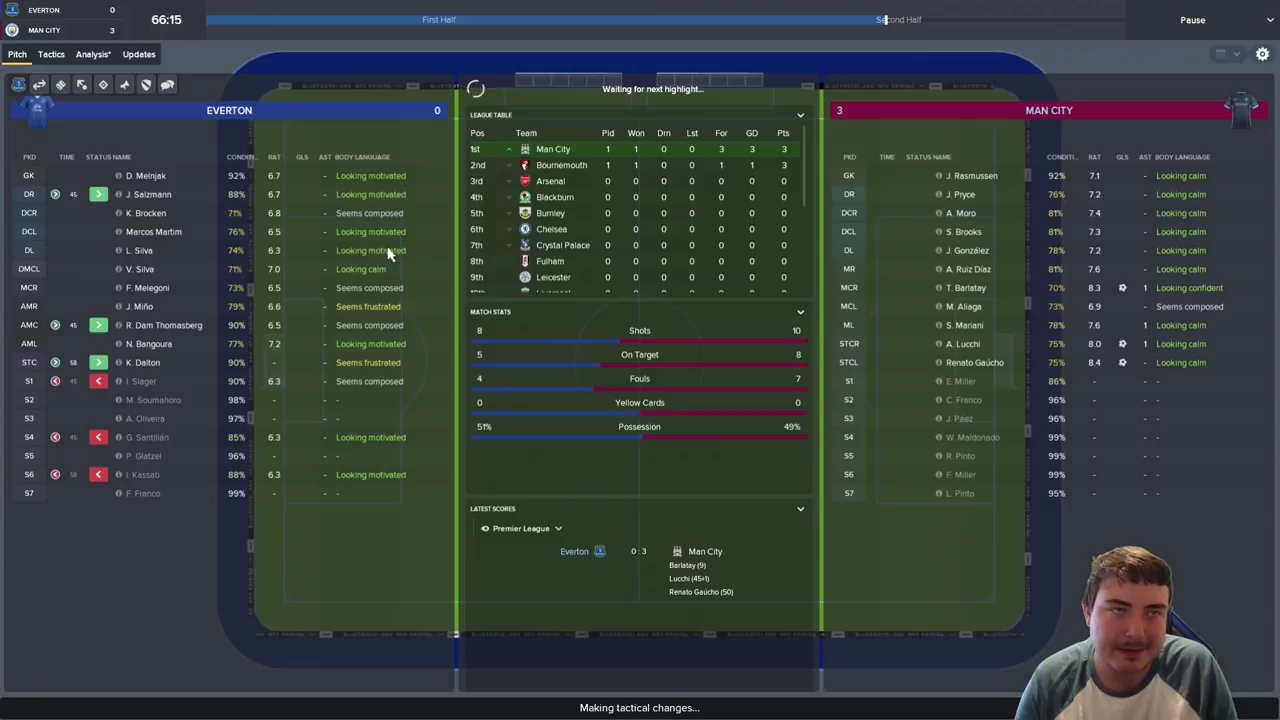 EVERTON 0
MAN CITY 3
66:15
First Half
Second Half
Pause
Pitch Tactics Analysis* Updates
EVERTON 0
PKD TIME STATUS NAME CONDITI... RAT GLS AST BODY LANGUAGE
GK D. Melnjak 92% 6.7 - Looking motivated
DR 45 J. Salzmann 88% 6.7 - Looking motivated
DCR K. Brocken 71% 6.8 - Seems composed
DCL Marcos Martim 76% 6.5 - Looking motivated
DL L. Silva 74% 6.3 - Looking motivated
DMCL V. Silva 71% 7.0 - Looking calm
MCR F. Melegoni 73% 6.5 - Seems composed
AMR J. Miño 79% 6.6 - Seems frustrated
AMC 45 R. Dam Thomasberg 90% 6.5 - Seems composed
AML N. Bangoura 77% 7.2 - Looking motivated
STC 58 K. Dalton 90% - Seems frustrated
S1 45 I. Slager 90% 6.3 - Seems composed
S2 M. Soumahoro 98% - - -
S3 A. Oliveira 97% - - -
S4 45 G. Santillán 85% 6.3 - Looking motivated
S5 P. Glatzel 96% - - -
S6 58 I. Kassab 88% 6.3 - Looking motivated
S7 F. Franco 99% - - -
Waiting for next highlight...
LEAGUE TABLE
Pos Team Pld Won Drn Lst For GD Pts
1st Man City 1 1 0 0 3 3 3
2nd Bournemouth 1 1 0 0 1 1 3
3rd Arsenal 0 0 0 0 0 0 0
4th Blackburn 0 0 0 0 0 0 0
5th Burnley 0 0 0 0 0 0 0
6th Chelsea 0 0 0 0 0 0 0
7th Crystal Palace 0 0 0 0 0 0 0
8th Fulham 0 0 0 0 0 0 0
9th Leicester 0 0 0 0 0 0 0
MATCH STATS
8 Shots 10
5 On Target 8
4 Fouls 7
0 Yellow Cards 0
51% Possession 49%
LATEST SCORES
Premier League
Everton 0 : 3 Man City
Barlatay (9)
Lucchi (45+1)
Renato Gaúcho (50)
3 MAN CITY
PKD TIME STATUS NAME CONDITI... RAT GLS AST BODY LANGUAGE
GK J. Rasmussen 92% 7.1 - Looking calm
DR J. Pryce 76% 7.2 - Looking calm
DCR A. Moro 81% 7.4 - Looking calm
DCL S. Brooks 81% 7.3 - Looking calm
DL J. González 81% 7.2 - Looking calm
MR A. Ruiz Díaz 81% 7.6 - Looking calm
MCR T. Barlatay 70% 8.3 1 Looking confident
MCL M. Aliaga 73% 6.9 - Seems composed
ML S. Mariani 78% 7.6 1 Looking calm
STCR A. Lucchi 75% 8.0 1 Looking calm
STCL Renato Gaúcho 75% 8.4 - Looking calm
S1 E. Miller 86% - - -
S2 C. Franco 96% - - -
S3 J. Páez 96% - - -
S4 W. Maldonado 99% - - -
S5 R. Pinto 96% - - -
S6 F. Miller 99% - - -
S7 L. Pinto 95% - - -
Making tactical changes...